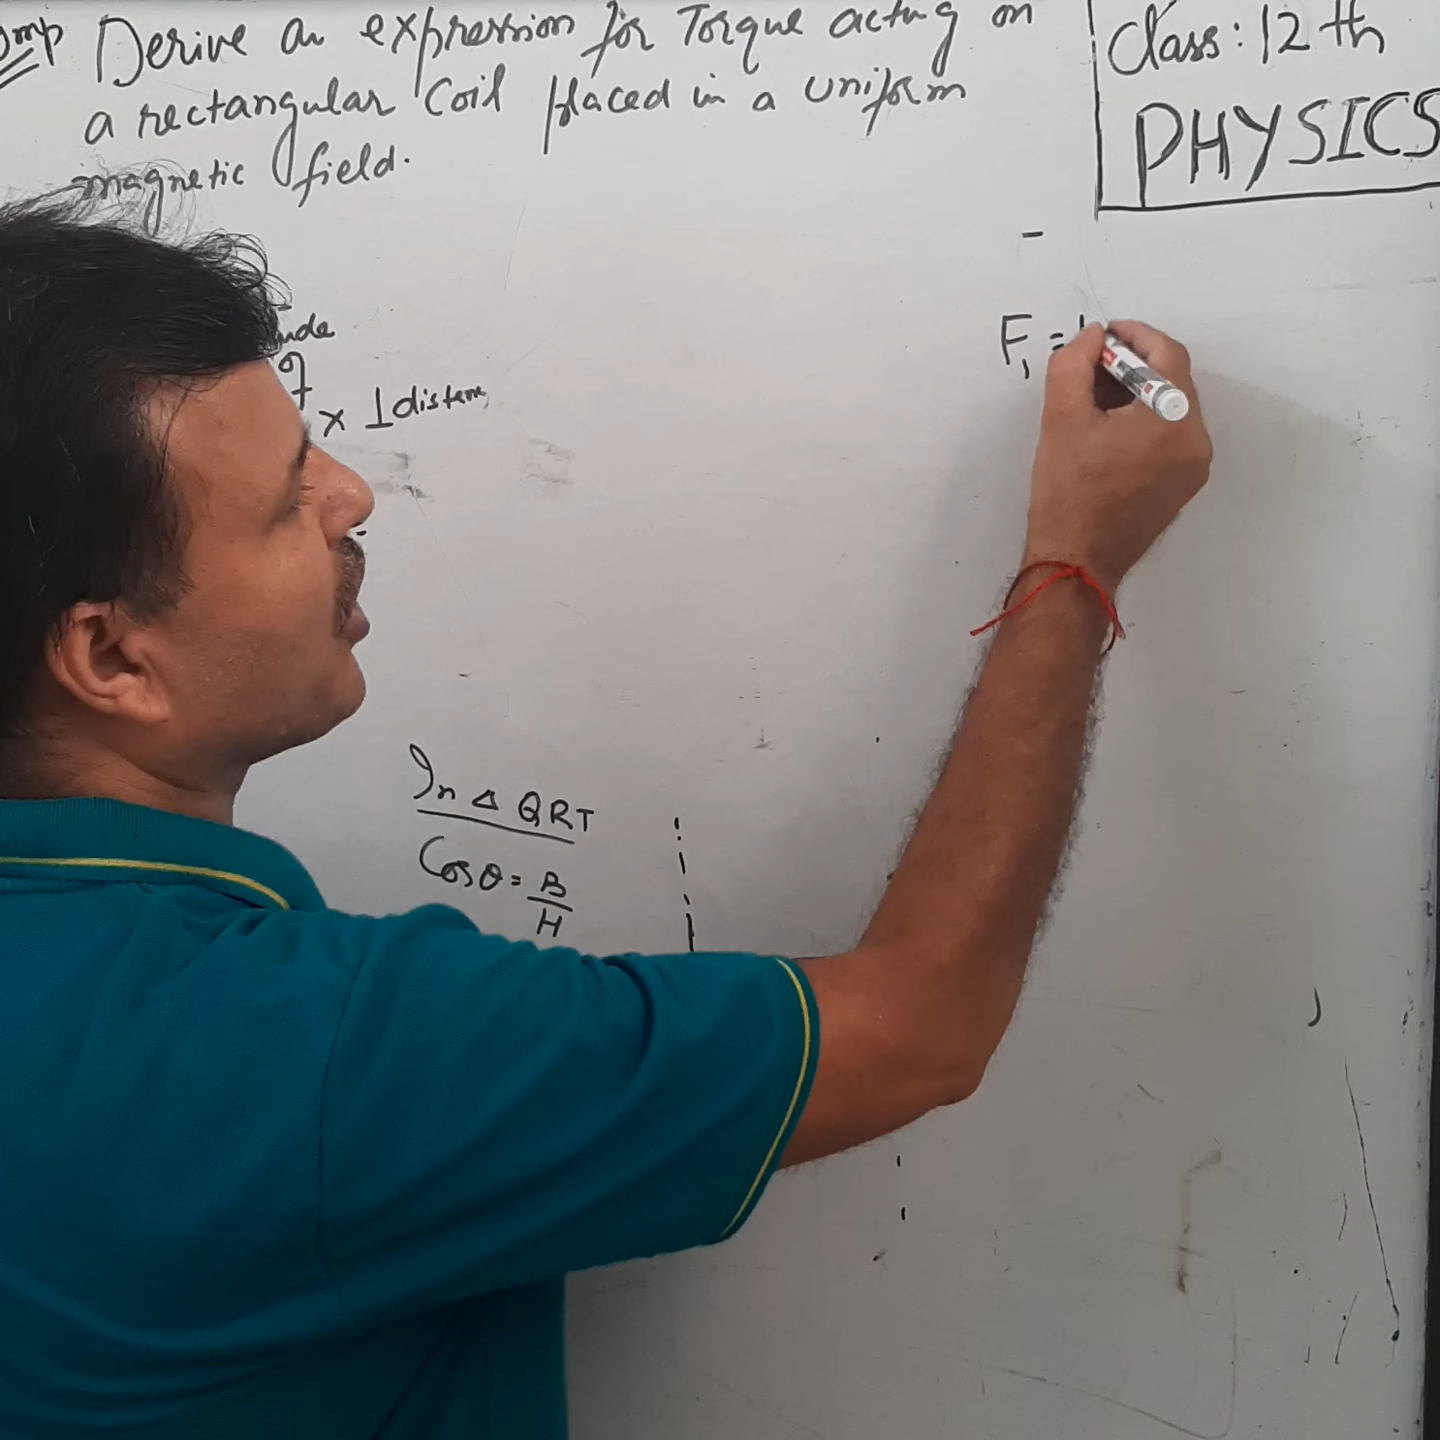 Imp Derive an expression for Torque acting on
a rectangular Coil placed in a uniform
magnetic field.
Class: 12th
PHYSICS
of
x ⊥ distance
F₁ =
In Δ QRT
Cosθ = B/H